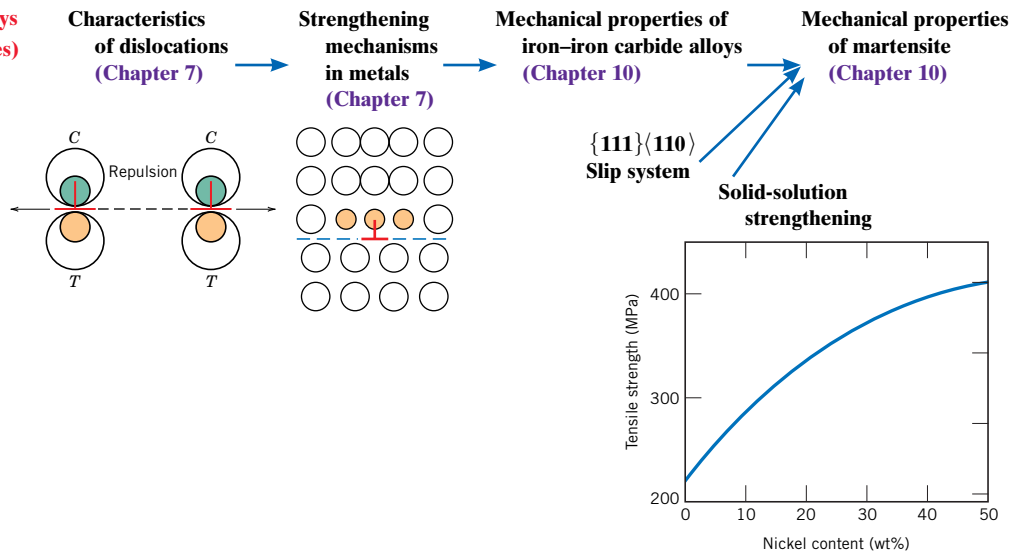 ys
es)
Characteristics
of dislocations
(Chapter 7)
Strengthening
mechanisms
in metals
(Chapter 7)
Mechanical properties of
iron–iron carbide alloys
(Chapter 10)
Mechanical properties
of martensite
(Chapter 10)
{111}⟨110⟩
Slip system
Solid-solution
strengthening
C
C
Repulsion
T
T
Tensile strength (MPa)
400
300
200
0 10 20 30 40 50
Nickel content (wt%)